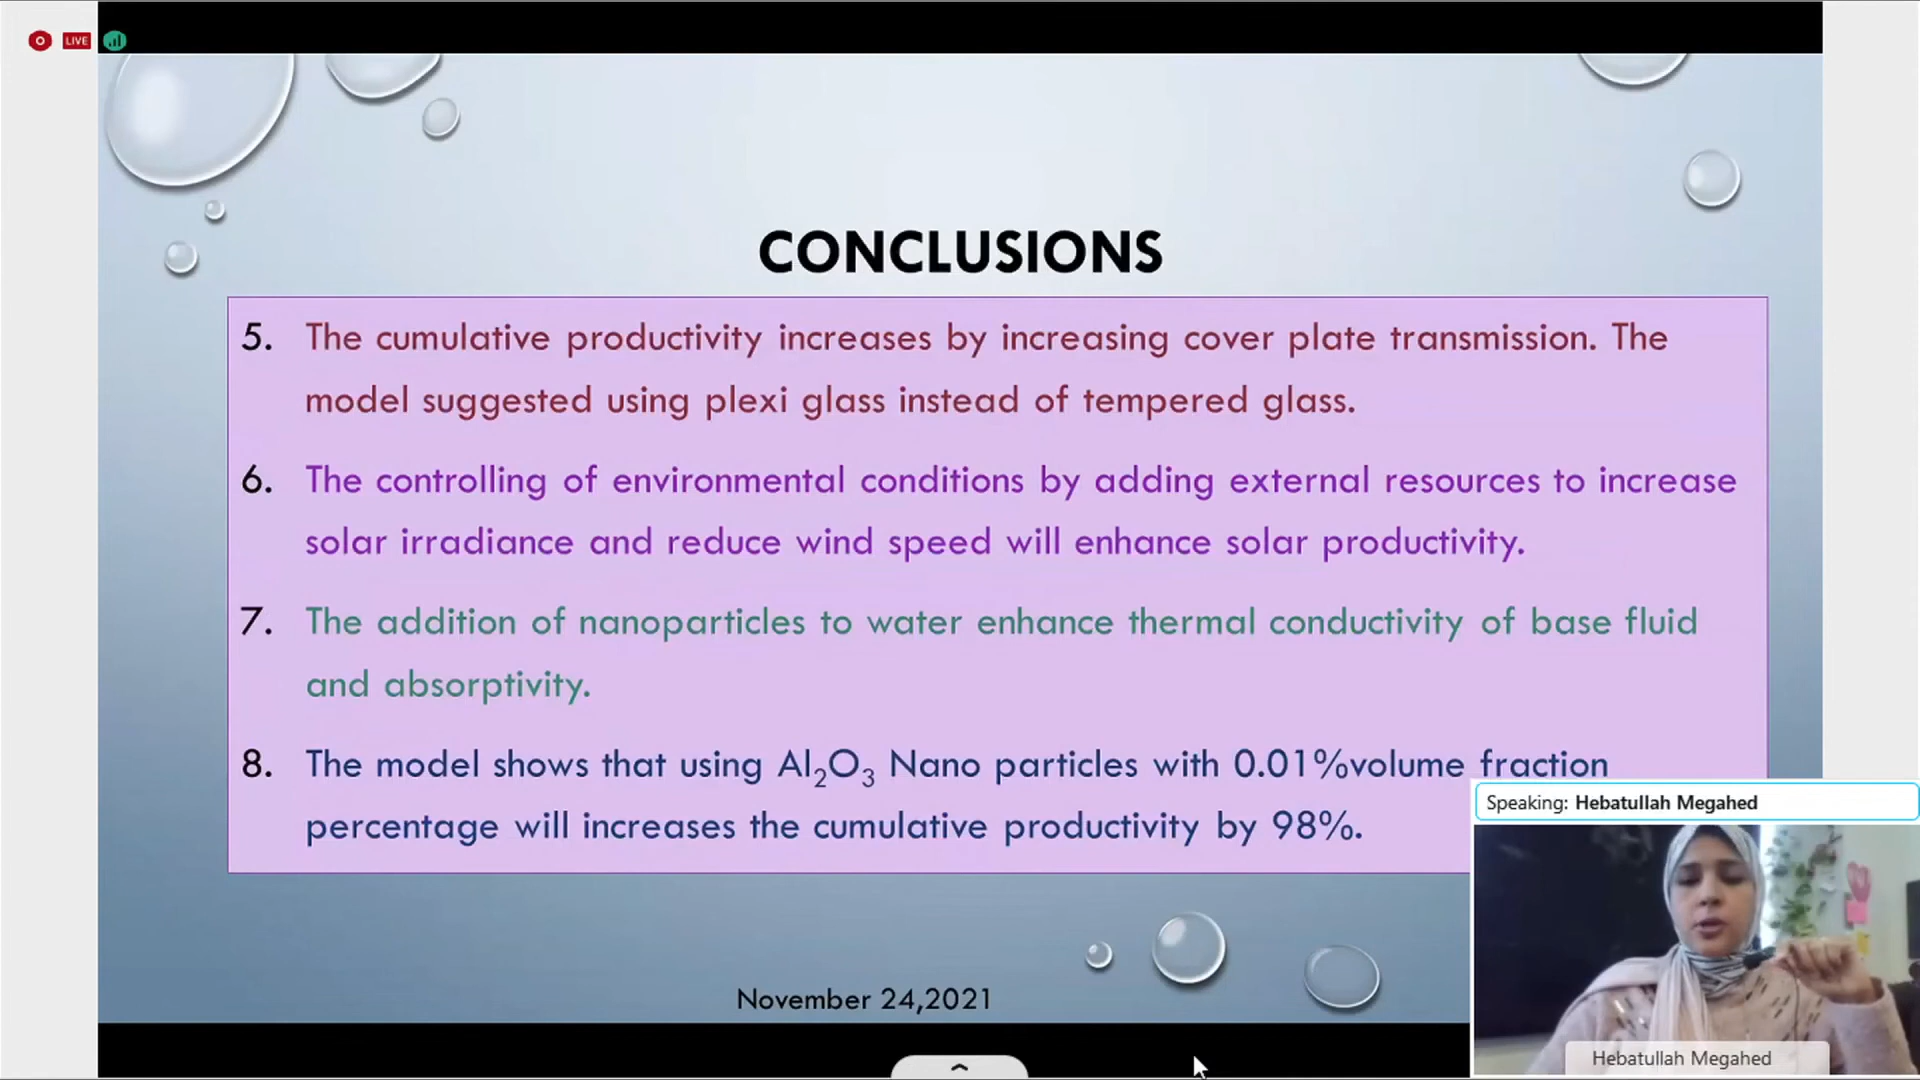 LIVE
CONCLUSIONS
5. The cumulative productivity increases by increasing cover plate transmission. The
model suggested using plexi glass instead of tempered glass.
6. The controlling of environmental conditions by adding external resources to increase
solar irradiance and reduce wind speed will enhance solar productivity.
7. The addition of nanoparticles to water enhance thermal conductivity of base fluid
and absorptivity.
8. The model shows that using Al₂O₃ Nano particles with 0.01%volume fraction
percentage will increases the cumulative productivity by 98%.
November 24,2021
Speaking: Hebatullah Megahed
Hebatullah Megahed